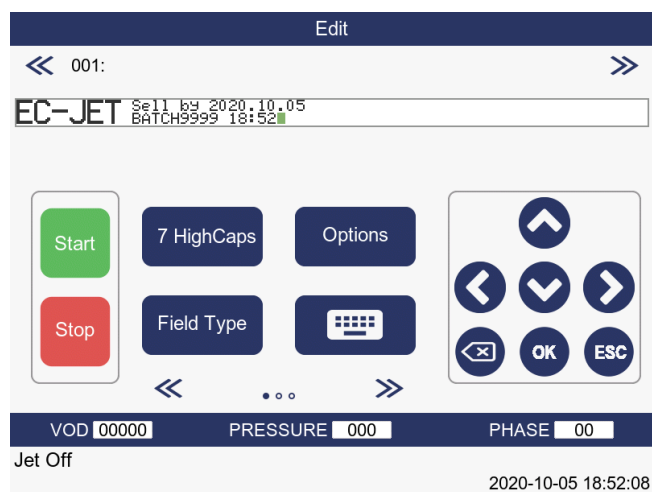 Edit
001:
EC-JET
Sell by 2020.10.05
BATCH9999 18:52
Start
7 HighCaps
Options
Stop
Field Type
OK
ESC
VOD 00000
PRESSURE 000
PHASE 00
Jet Off
2020-10-05 18:52:08